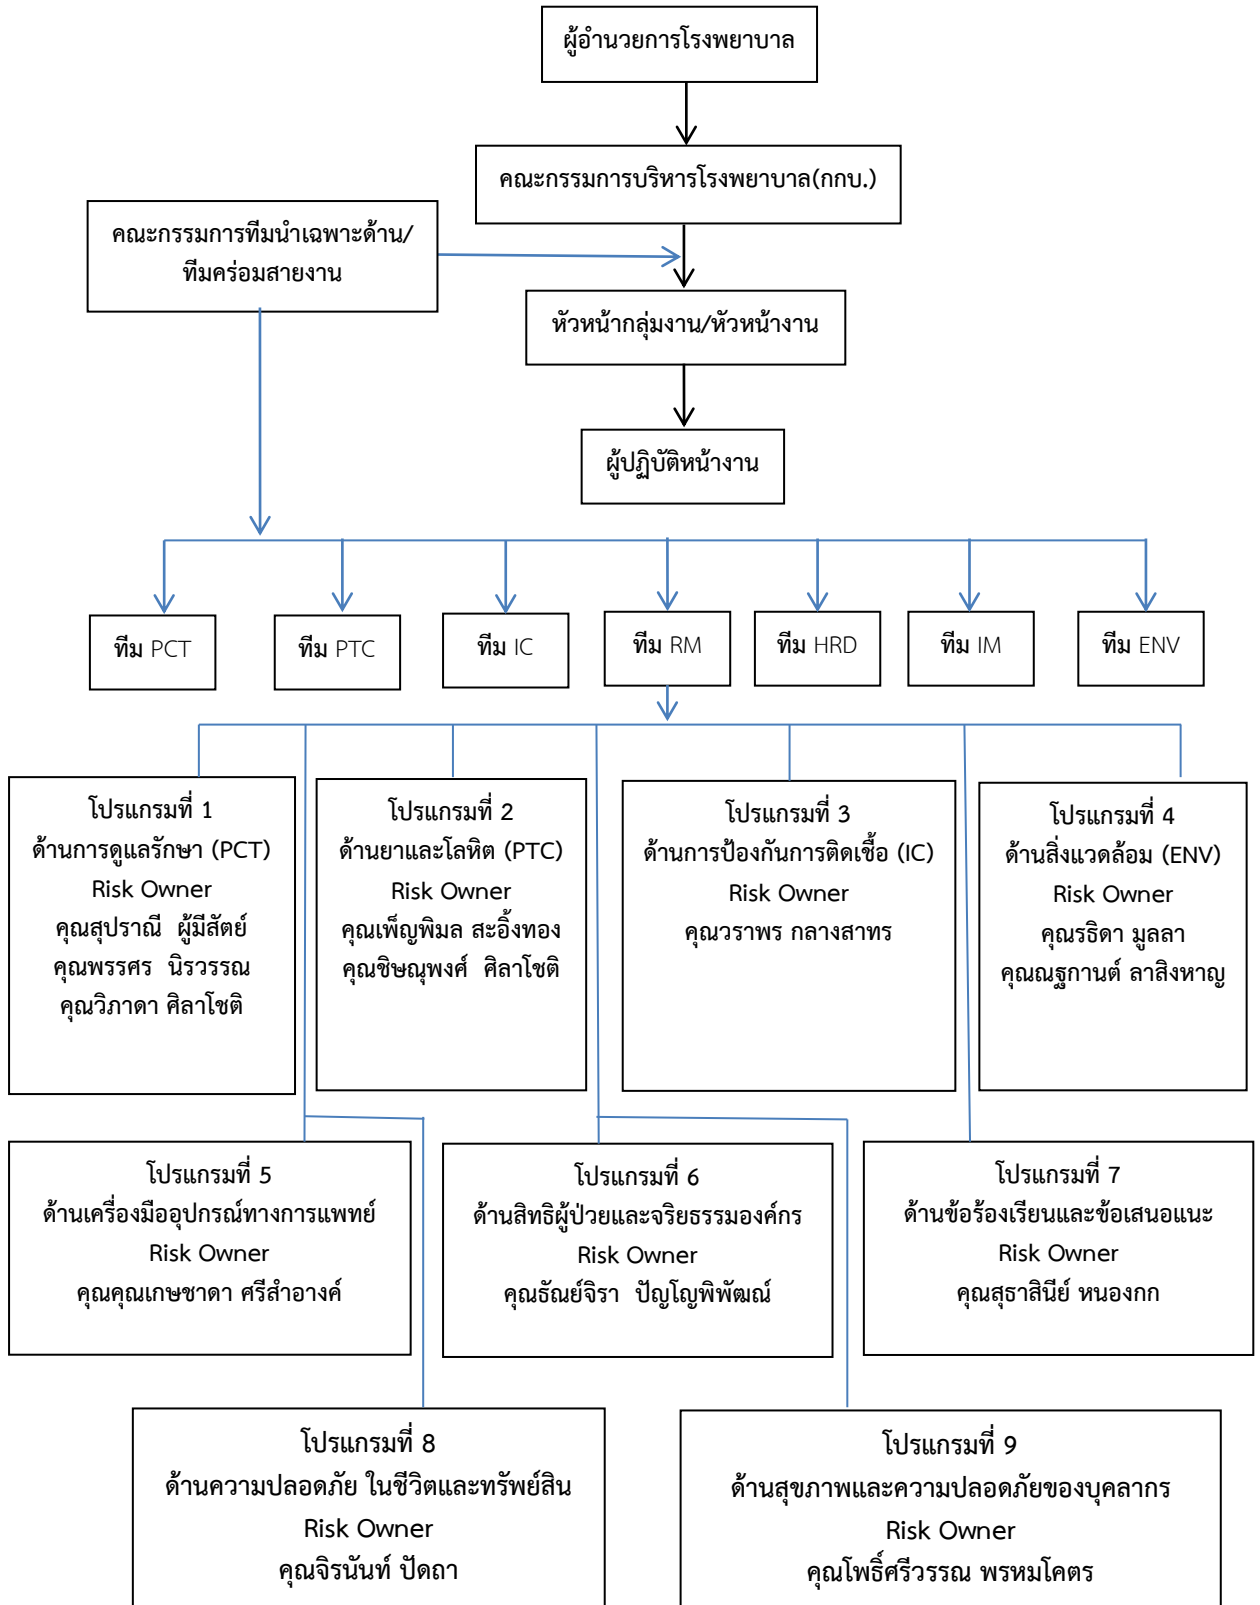 ผู้อำนวยการโรงพยาบาล
คณะกรรมการบริหารโรงพยาบาล(กกบ.)
คณะกรรมการทีมนำเฉพาะด้าน/
ทีมคร่อมสายงาน
หัวหน้ากลุ่มงาน/หัวหน้างาน
ผู้ปฏิบัติหน้างาน
ทีม PCT
ทีม PTC
ทีม IC
ทีม RM
ทีม HRD
ทีม IM
ทีม ENV
โปรแกรมที่ 1
ด้านการดูแลรักษา (PCT)
Risk Owner
คุณสุปราณี ผู้มีสัตย์
คุณพรรศร นิรวรรณ
คุณวิภาดา ศิลาโชติ
โปรแกรมที่ 2
ด้านยาและโลหิต (PTC)
Risk Owner
คุณเพ็ญพิมล สะอิ้งทอง
คุณชิษณุพงศ์ ศิลาโชติ
โปรแกรมที่ 3
ด้านการป้องกันการติดเชื้อ (IC)
Risk Owner
คุณวราพร กลางสาทร
โปรแกรมที่ 4
ด้านสิ่งแวดล้อม (ENV)
Risk Owner
คุณรธิดา มูลลา
คุณณฐกานต์ ลาสิงหาญ
โปรแกรมที่ 5
ด้านเครื่องมืออุปกรณ์ทางการแพทย์
Risk Owner
คุณคุณเกษชาดา ศรีสำอางค์
โปรแกรมที่ 6
ด้านสิทธิผู้ป่วยและจริยธรรมองค์กร
Risk Owner
คุณธัณย์จิรา ปัญโญพิพัฒณ์
โปรแกรมที่ 7
ด้านข้อร้องเรียนและข้อเสนอแนะ
Risk Owner
คุณสุธาสินีย์ หนองกก
โปรแกรมที่ 8
ด้านความปลอดภัย ในชีวิตและทรัพย์สิน
Risk Owner
คุณจิรนันท์ ปัดถา
โปรแกรมที่ 9
ด้านสุขภาพและความปลอดภัยของบุคลากร
Risk Owner
คุณโพธิ์ศรีวรรณ พรหมโคตร